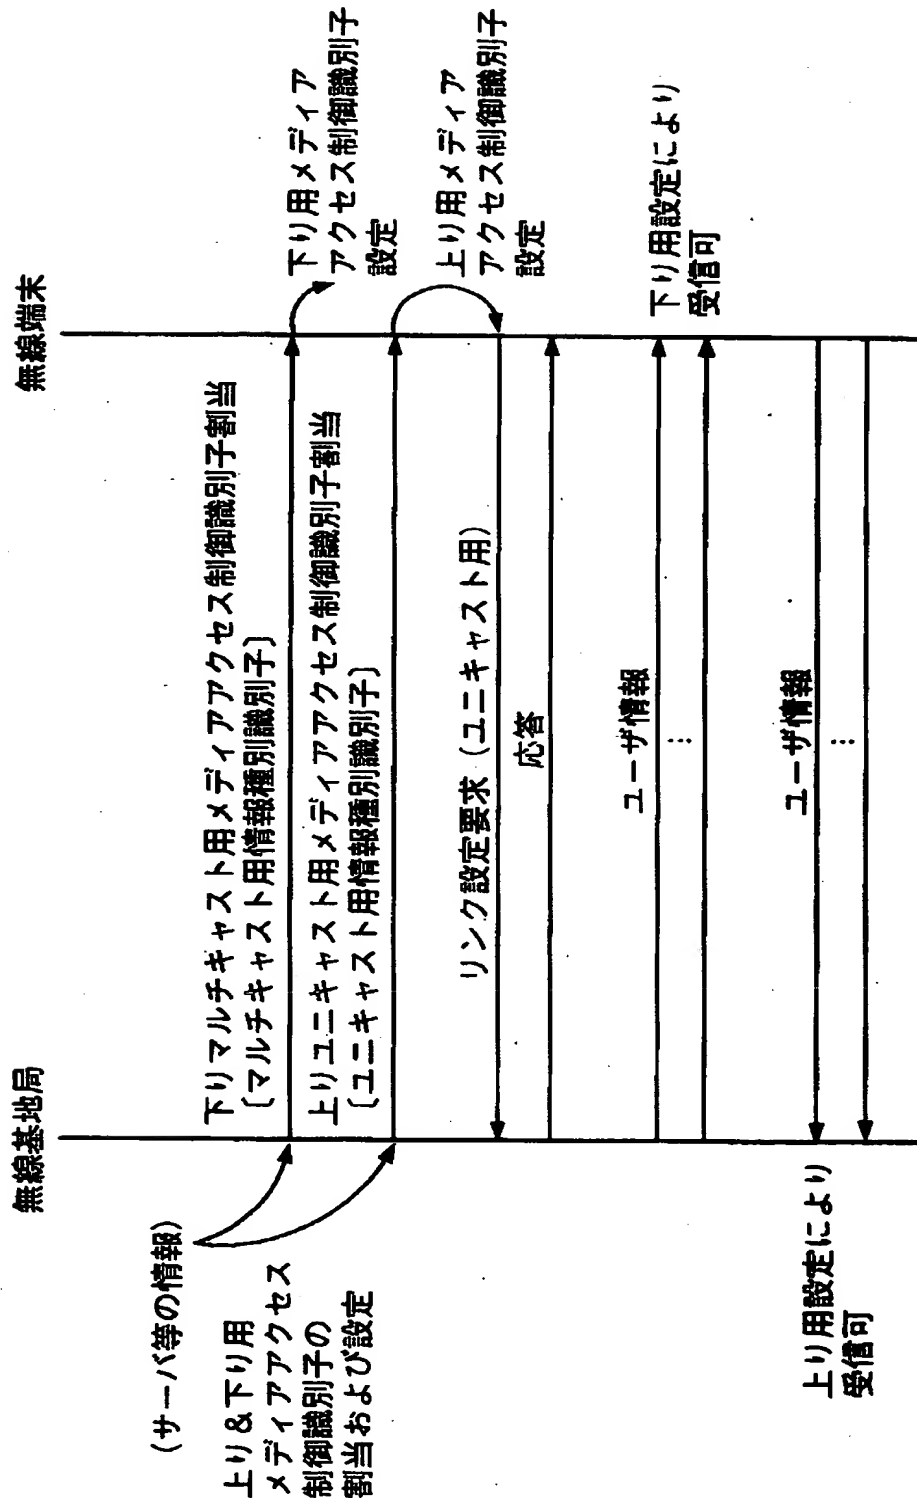 無線基地局
無線端末
(サーバ等の情報)
上り&下り用
メディアアクセス
制御識別子の
割当および設定
下りマルチキャスト用メディアアクセス制御識別子割当
〔マルチキャスト用情報種別識別子〕
下り用メディア
アクセス制御識別子
設定
上りユニキャスト用メディアアクセス制御識別子割当
〔ユニキャスト用情報種別識別子〕
上り用メディア
アクセス制御識別子
設定
リンク設定要求 (ユニキャスト用)
応答
ユーザ情報
…
下り用設定により
受信可
ユーザ情報
…
上り用設定により
受信可